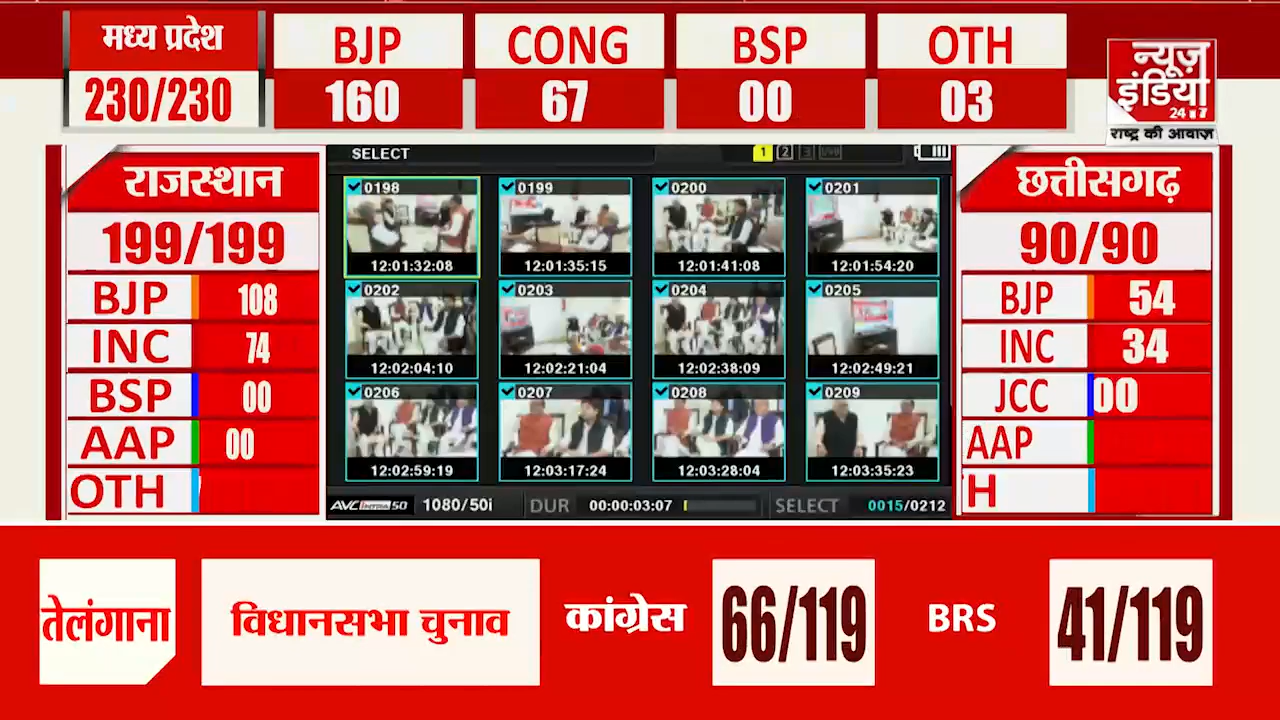 मध्य प्रदेश
230/230
BJP
160
CONG
67
BSP
00
OTH
03
न्यूज़
इंडिया
24x7
राष्ट्र की आवाज़
राजस्थान
199/199
BJP 108
INC 74
BSP 00
AAP 00
OTH
SELECT 1 2 3
0198 0199 0200 0201
12:01:32:08 12:01:35:15 12:01:41:08 12:01:54:20
0202 0203 0204 0205
12:02:04:10 12:02:21:04 12:02:38:09 12:02:49:21
0206 0207 0208 0209
12:02:59:19 12:03:17:24 12:03:28:04 12:03:35:23
AVC-Intra 50 1080/50i DUR 00:00:03:07 SELECT 0015/0212
छत्तीसगढ़
90/90
BJP 54
INC 34
JCC 00
AAP
H
तेलंगाना
विधानसभा चुनाव
कांग्रेस
66/119
BRS
41/119